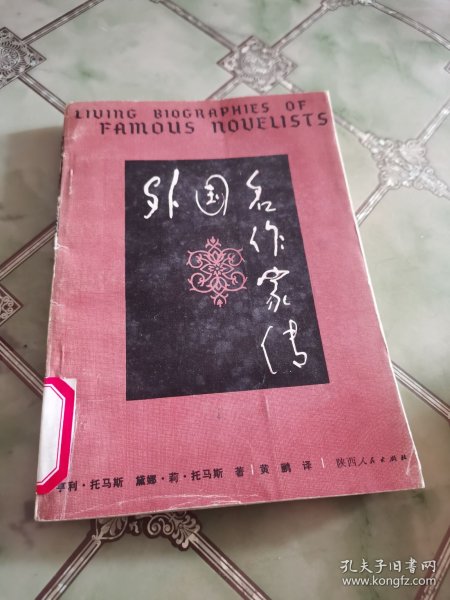 LIVING BIOGRAPHIES OF
FAMOUS NOVELISTS
外国名作家传
亨利·托马斯 黛娜·莉·托马斯 著 黄鹏 译 陕西人民出版社
孔夫子旧书网
www.kongfz.com